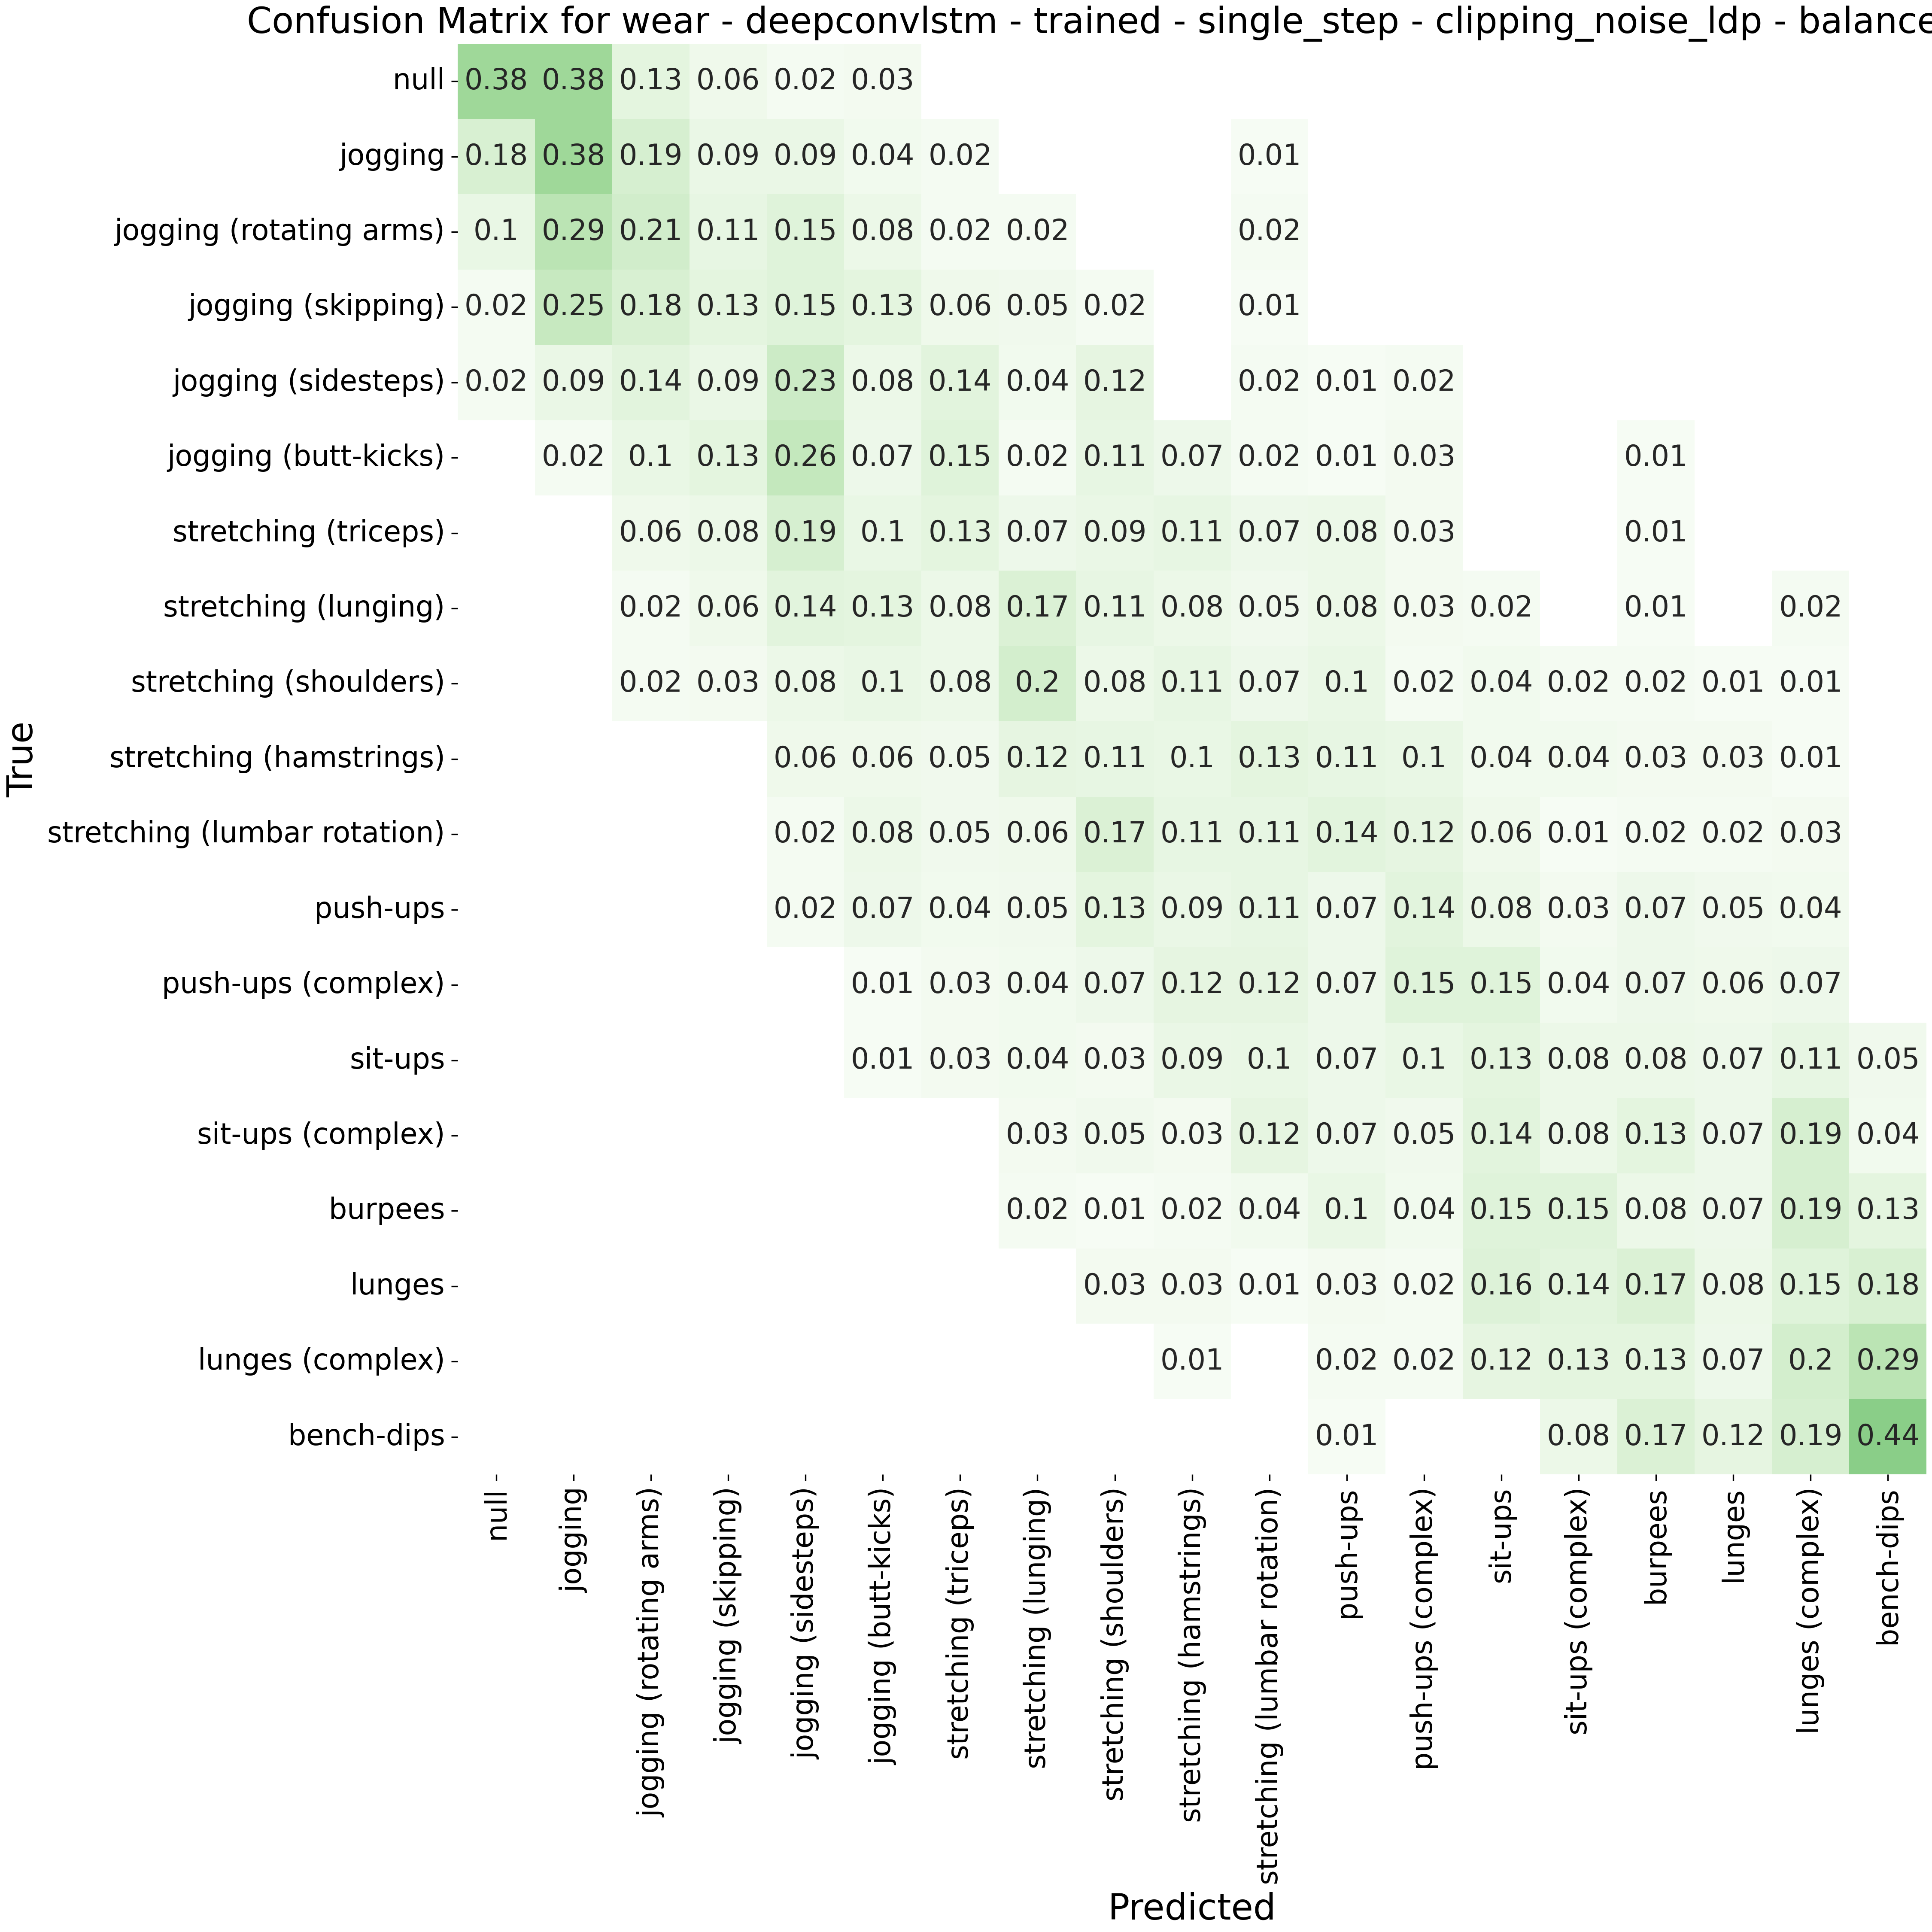 Confusion Matrix for wear - deepconvlstm - trained - single_step - clipping_noise_ldp - balance
null 0.38 0.38 0.13 0.06 0.02 0.03
jogging 0.18 0.38 0.19 0.09 0.09 0.04 0.02 0.01
jogging (rotating arms) 0.1 0.29 0.21 0.11 0.15 0.08 0.02 0.02 0.02
jogging (skipping) 0.02 0.25 0.18 0.13 0.15 0.13 0.06 0.05 0.02 0.01
jogging (sidesteps) 0.02 0.09 0.14 0.09 0.23 0.08 0.14 0.04 0.12 0.02 0.01 0.02
jogging (butt-kicks) 0.02 0.1 0.13 0.26 0.07 0.15 0.02 0.11 0.07 0.02 0.01 0.03 0.01
stretching (triceps) 0.06 0.08 0.19 0.1 0.13 0.07 0.09 0.11 0.07 0.08 0.03 0.01
stretching (lunging) 0.02 0.06 0.14 0.13 0.08 0.17 0.11 0.08 0.05 0.08 0.03 0.02 0.01 0.02
stretching (shoulders) 0.02 0.03 0.08 0.1 0.08 0.2 0.08 0.11 0.07 0.1 0.02 0.04 0.02 0.02 0.01 0.01
stretching (hamstrings) 0.06 0.06 0.05 0.12 0.11 0.1 0.13 0.11 0.1 0.04 0.04 0.03 0.03 0.01
stretching (lumbar rotation) 0.02 0.08 0.05 0.06 0.17 0.11 0.11 0.14 0.12 0.06 0.01 0.02 0.02 0.03
push-ups 0.02 0.07 0.04 0.05 0.13 0.09 0.11 0.07 0.14 0.08 0.03 0.07 0.05 0.04
push-ups (complex) 0.01 0.03 0.04 0.07 0.12 0.12 0.07 0.15 0.15 0.04 0.07 0.06 0.07
sit-ups 0.01 0.03 0.04 0.03 0.09 0.1 0.07 0.1 0.13 0.08 0.08 0.07 0.11 0.05
sit-ups (complex) 0.03 0.05 0.03 0.12 0.07 0.05 0.14 0.08 0.13 0.07 0.19 0.04
burpees 0.02 0.01 0.02 0.04 0.1 0.04 0.15 0.15 0.08 0.07 0.19 0.13
lunges 0.03 0.03 0.01 0.03 0.02 0.16 0.14 0.17 0.08 0.15 0.18
lunges (complex) 0.01 0.02 0.02 0.12 0.13 0.13 0.07 0.2 0.29
bench-dips 0.01 0.08 0.17 0.12 0.19 0.44
True
null
jogging
jogging (rotating arms)
jogging (skipping)
jogging (sidesteps)
jogging (butt-kicks)
stretching (triceps)
stretching (lunging)
stretching (shoulders)
stretching (hamstrings)
stretching (lumbar rotation)
push-ups
push-ups (complex)
sit-ups
sit-ups (complex)
burpees
lunges
lunges (complex)
bench-dips
Predicted